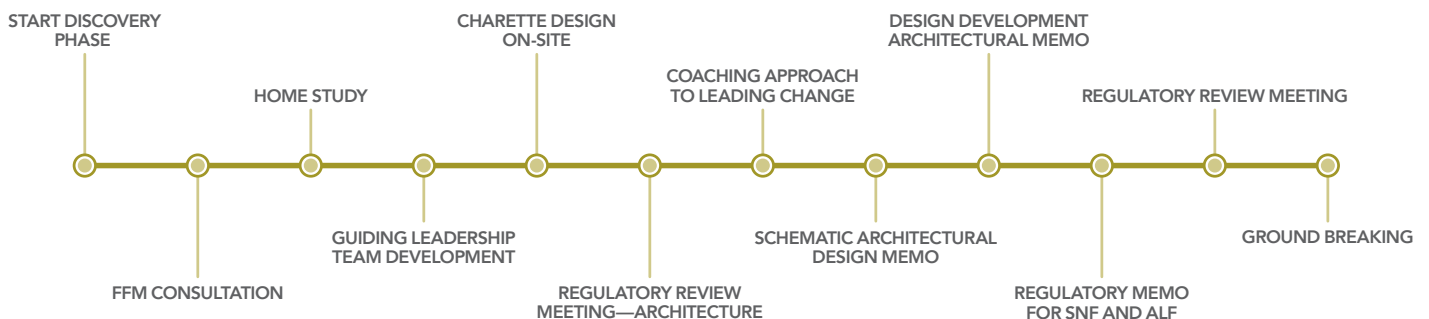 START DISCOVERY
PHASE
FFM CONSULTATION
HOME STUDY
GUIDING LEADERSHIP
TEAM DEVELOPMENT
CHARETTE DESIGN
ON-SITE
REGULATORY REVIEW
MEETING—ARCHITECTURE
COACHING APPROACH
TO LEADING CHANGE
SCHEMATIC ARCHITECTURAL
DESIGN MEMO
DESIGN DEVELOPMENT
ARCHITECTURAL MEMO
REGULATORY MEMO
FOR SNF AND ALF
REGULATORY REVIEW MEETING
GROUND BREAKING